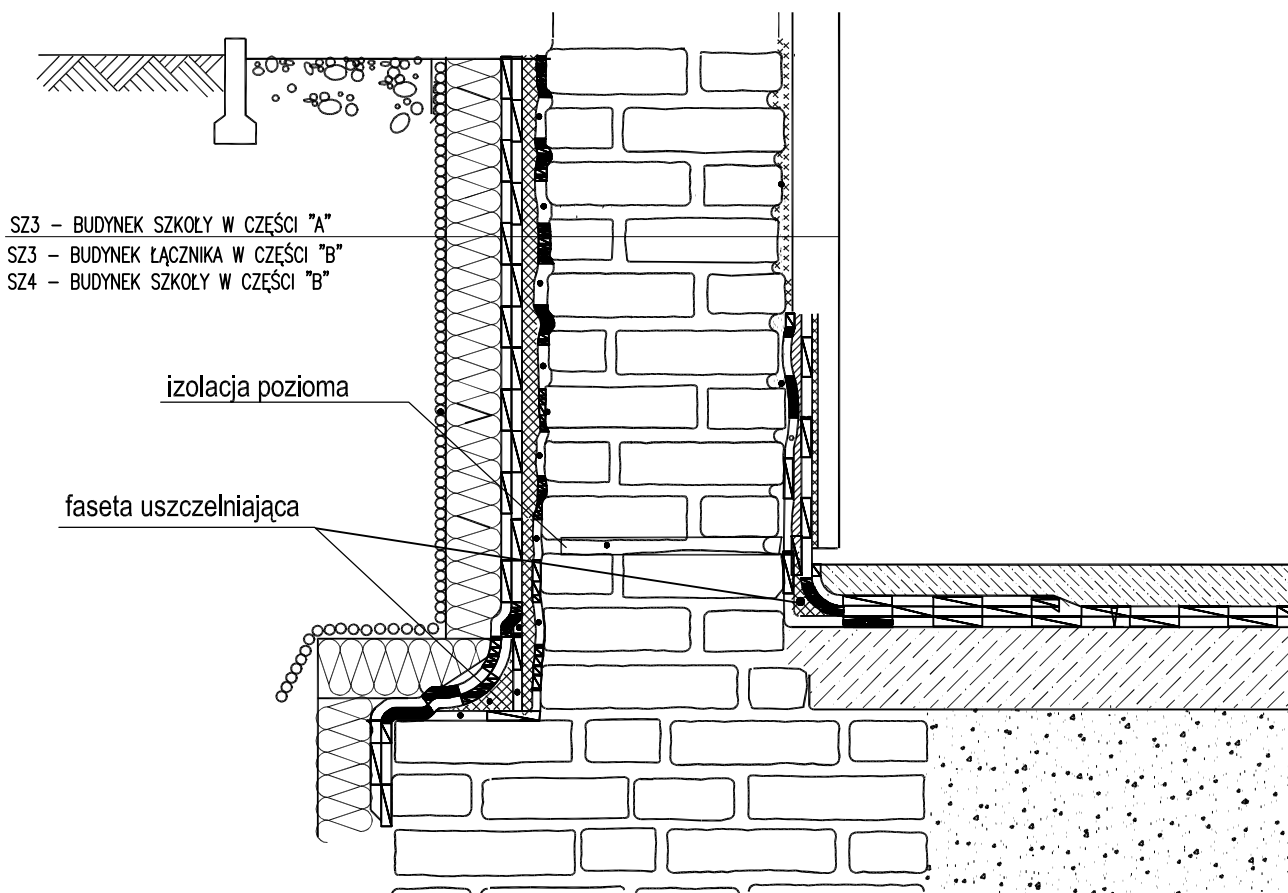 SZ3 – BUDYNEK SZKOŁY W CZĘŚCI "A"
SZ3 – BUDYNEK ŁĄCZNIKA W CZĘŚCI "B"
SZ4 – BUDYNEK SZKOŁY W CZĘŚCI "B"
izolacja pozioma
faseta uszczelniająca